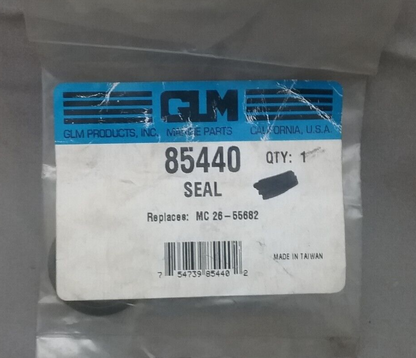 GLM
GLM PRODUCTS, INC. MARINE PARTS CALIFORNIA, U.S.A.
85440 QTY: 1
SEAL
Replaces: MC 26-55682
MADE IN TAIWAN
7 54739 85440 2